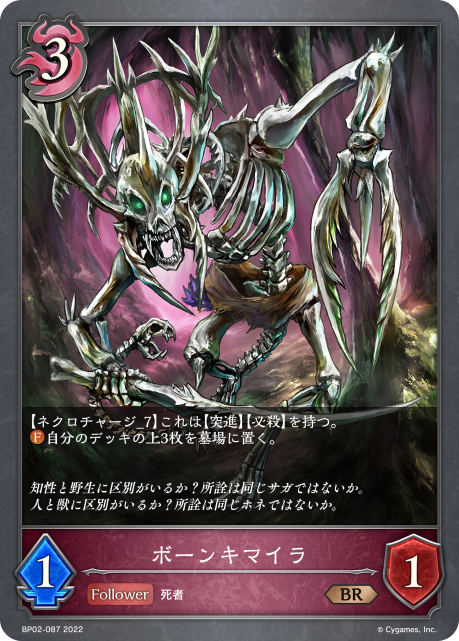 3
【ネクロチャージ_7】これは【突進】【必殺】を持つ。
F 自分のデッキの上3枚を墓場に置く。
知性と野生に区別がいるか？所詮は同じサガではないか。
人と獣に区別がいるか？所詮は同じホネではないか。
ボーンキマイラ
1 Follower 死者 BR 1
BP02-087 2022 © Cygames, Inc.